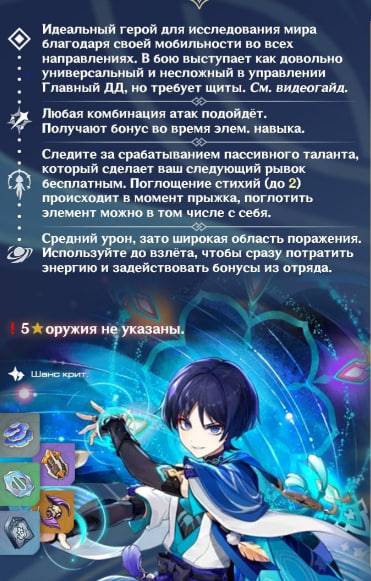 Идеальный герой для исследования мира
благодаря своей мобильности во всех
направлениях. В бою выступает как довольно
универсальный и несложный в управлении
Главный ДД, но требует щиты. См. видеогайд.
Любая комбинация атак подойдёт.
Получают бонус во время элем. навыка.
Следите за срабатыванием пассивного таланта,
который сделает ваш следующий рывок
бесплатным. Поглощение стихий (до 2)
происходит в момент прыжка, поглотить
элемент можно в том числе с себя.
Средний урон, зато широкая область поражения.
Используйте до взлёта, чтобы сразу потратить
энергию и задействовать бонусы из отряда.
! 5★оружия не указаны.
Шанс крит.